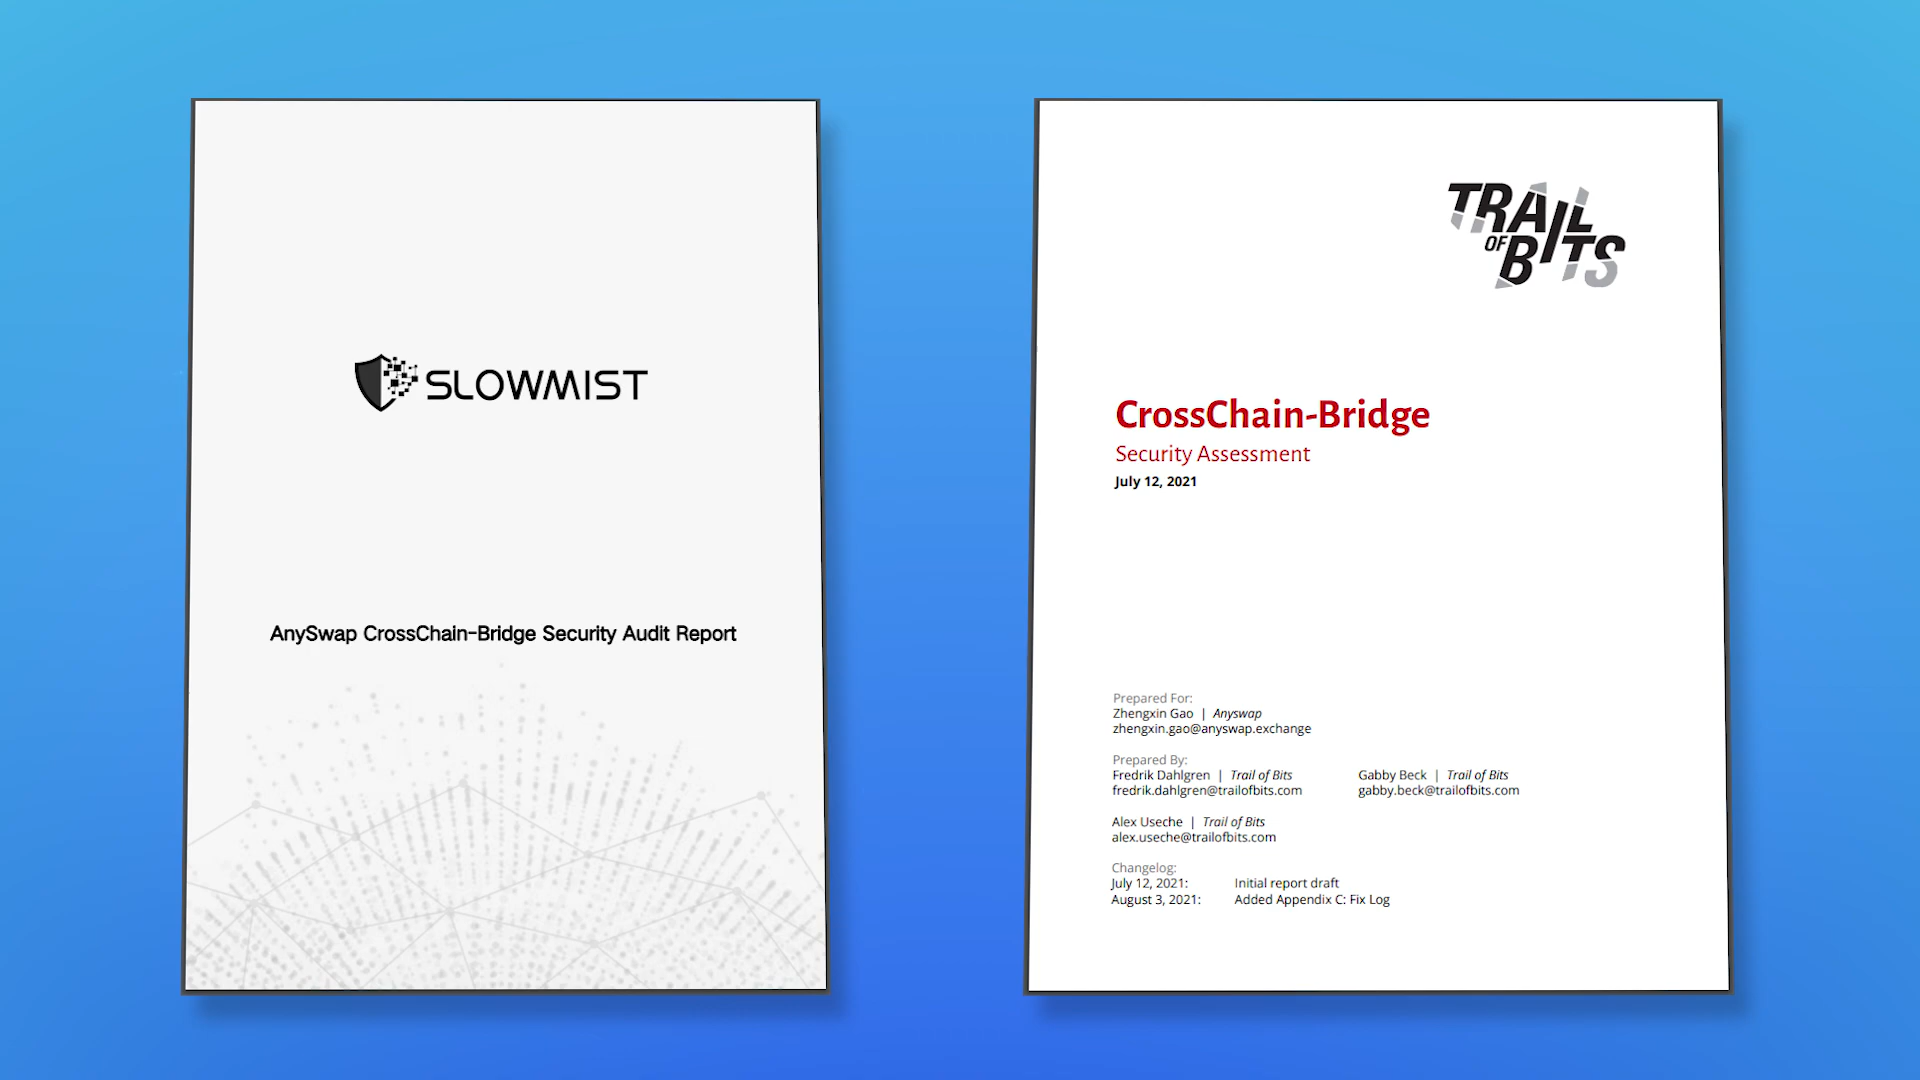 SLOWMIST
AnySwap CrossChain-Bridge Security Audit Report
TRAIL
OF BITS
CrossChain-Bridge
Security Assessment
July 12, 2021
Prepared For:
Zhengxin Gao | Anyswap
zhengxin.gao@anyswap.exchange
Prepared By:
Fredrik Dahlgren | Trail of Bits
fredrik.dahlgren@trailofbits.com
Gabby Beck | Trail of Bits
gabby.beck@trailofbits.com
Alex Useche | Trail of Bits
alex.useche@trailofbits.com
Changelog:
July 12, 2021: Initial report draft
August 3, 2021: Added Appendix C: Fix Log